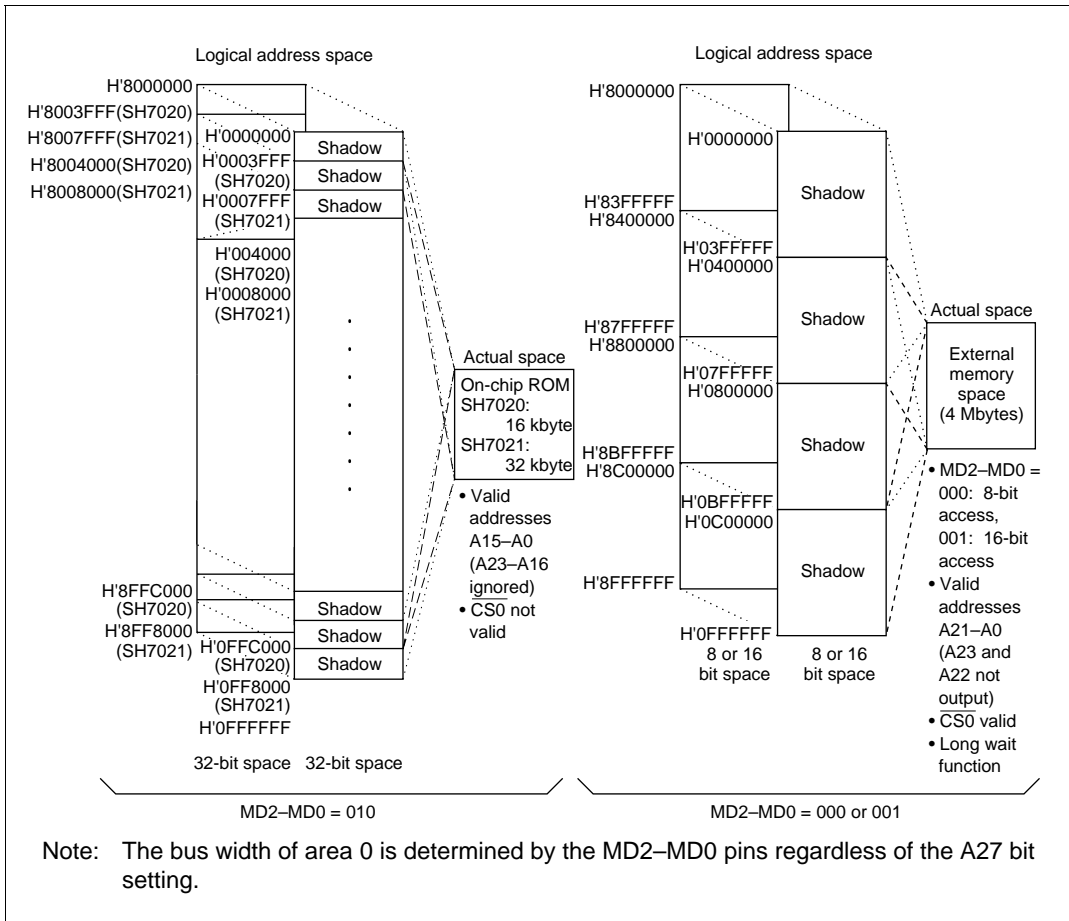 Logical address space
H'8000000
H'8003FFF(SH7020)
H'8007FFF(SH7021)
H'8004000(SH7020)
H'8008000(SH7021)
H'0000000
H'0003FFF
(SH7020)
H'0007FFF
(SH7021)
H'004000
(SH7020)
H'0008000
(SH7021)
Shadow
Shadow
Shadow
Actual space
On-chip ROM
SH7020:
16 kbyte
SH7021:
32 kbyte
• Valid
addresses
A15–A0
(A23–A16
ignored)
• CS0 not
valid
H'8FFC000
(SH7020)
H'8FF8000
(SH7021)
H'0FFC000
(SH7020)
H'0FF8000
(SH7021)
H'0FFFFFF
Shadow
Shadow
Shadow
32-bit space
32-bit space
MD2–MD0 = 010
Logical address space
H'8000000
H'0000000
H'83FFFFF
H'8400000
H'03FFFFF
H'0400000
H'87FFFFF
H'8800000
H'07FFFFF
H'0800000
H'8BFFFFF
H'8C00000
H'0BFFFFF
H'0C00000
H'8FFFFFF
H'0FFFFFF
Shadow
Shadow
Shadow
Shadow
8 or 16
bit space
8 or 16
bit space
Actual space
External
memory
space
(4 Mbytes)
• MD2–MD0 =
000: 8-bit
access,
001: 16-bit
access
• Valid
addresses
A21–A0
(A23 and
A22 not
output)
• CS0 valid
• Long wait
function
MD2–MD0 = 000 or 001
Note: The bus width of area 0 is determined by the MD2–MD0 pins regardless of the A27 bit
setting.